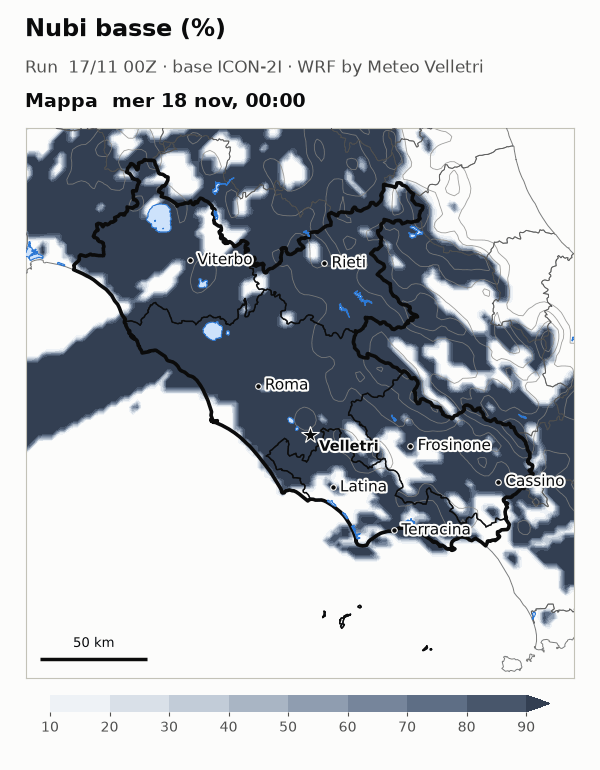 Nubi basse (%)
Run  17/11 00Z · base ICON-2I · WRF by Meteo Velletri
Mappa  mer 18 nov, 00:00
Viterbo
Rieti
Roma
Velletri
Frosinone
Latina
Cassino
Terracina
50 km
10 20 30 40 50 60 70 80 90